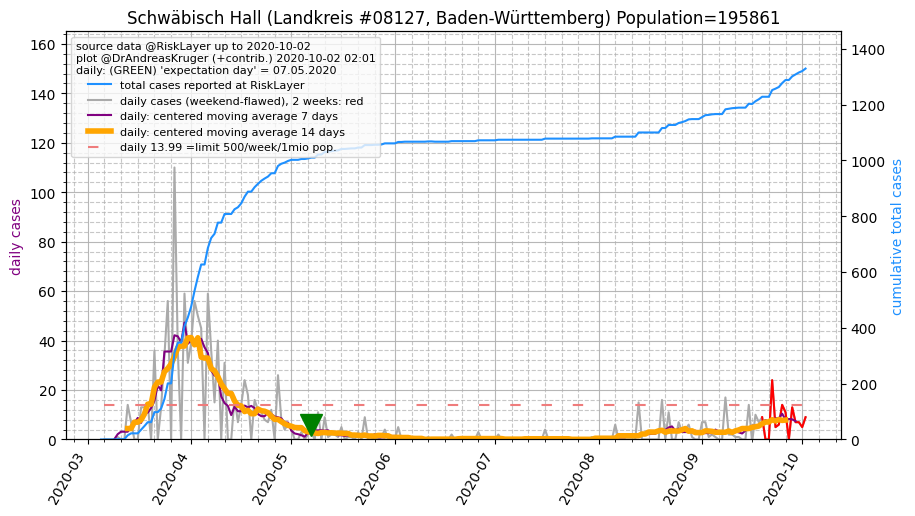 Schwäbisch Hall (Landkreis #08127, Baden-Württemberg) Population=195861
source data @RiskLayer up to 2020-10-02
plot @DrAndreasKruger (+contrib.) 2020-10-02 02:01
daily: (GREEN) 'expectation day' = 07.05.2020
total cases reported at RiskLayer
daily cases (weekend-flawed), 2 weeks: red
daily: centered moving average 7 days
daily: centered moving average 14 days
daily 13.99 =limit 500/week/1mio pop.
daily cases
160
140
120
100
80
60
40
20
0
cumulative total cases
1400
1200
1000
800
600
400
200
0
2020-03
2020-04
2020-05
2020-06
2020-07
2020-08
2020-09
2020-10